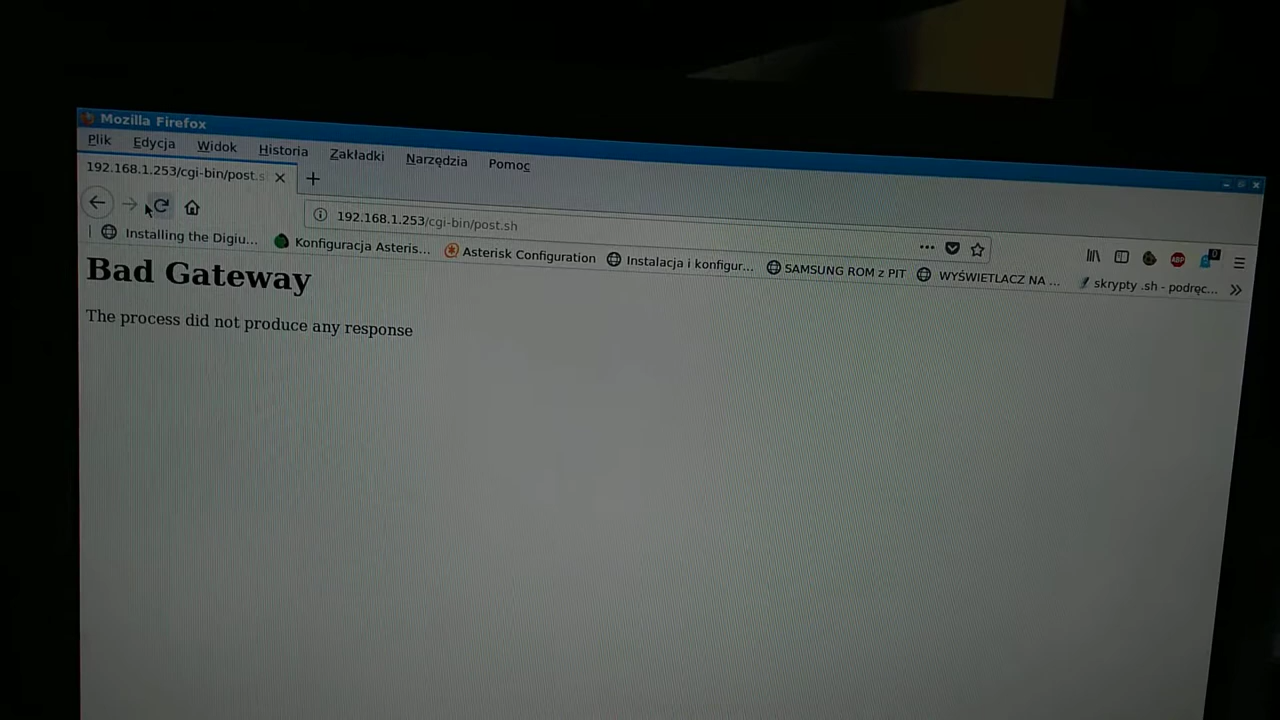 Mozilla Firefox
Plik Edycja Widok Historia Zakładki Narzędzia Pomoc
192.168.1.253/cgi-bin/post.s
192.168.1.253/cgi-bin/post.sh
Installing the Digiu... Konfiguracja Asteris... Asterisk Configuration Instalacja i konfigur... SAMSUNG ROM z PIT WYŚWIETLACZ NA ... skrypty .sh - podręc...
ABP
0
Bad Gateway
The process did not produce any response